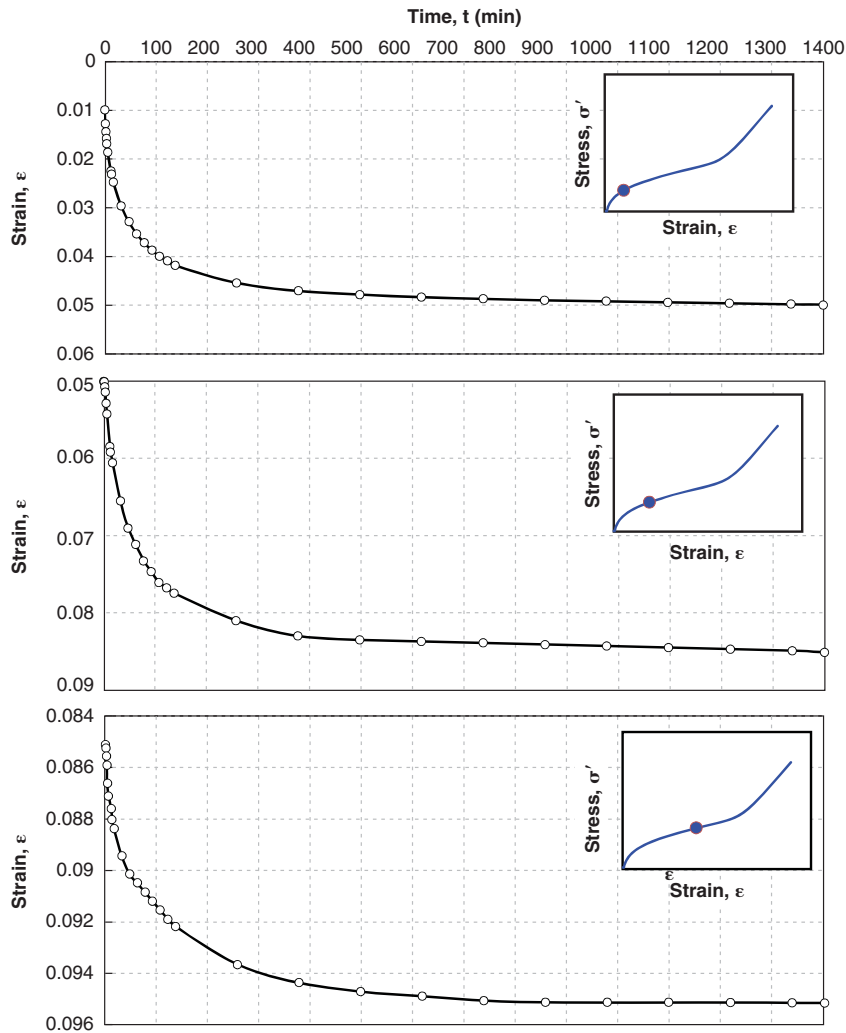 Time, t (min)
0 100 200 300 400 500 600 700 800 900 1000 1100 1200 1300 1400
0
0.01
0.02
0.03
0.04
0.05
0.06
Strain, ε
Stress, σ′
Strain, ε
0.05
0.06
0.07
0.08
0.09
Strain, ε
Stress, σ′
Strain, ε
0.084
0.086
0.088
0.09
0.092
0.094
0.096
Strain, ε
Stress, σ′
ε
Strain, ε